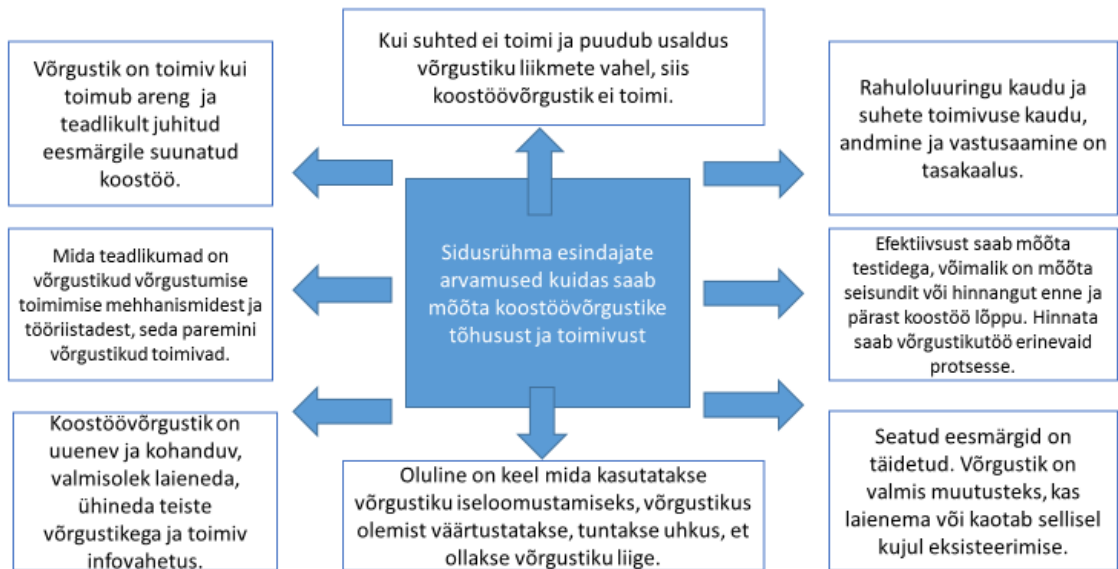 Võrgustik on toimiv kui
toimub areng ja
teadlikult juhitud
eesmärgile suunatud
koostöö.
Kui suhted ei toimi ja puudub usaldus
võrgustiku liikmete vahel, siis
koostöövõrgustik ei toimi.
Rahuloluuringu kaudu ja
suhete toimivuse kaudu,
andmine ja vastusaamine on
tasakaalus.
Mida teadlikumad on
võrgustikud võrgustumise
toimimise mehhanismidest ja
tööriistadest, seda paremini
võrgustikud toimivad.
Sidusrühma esindajate
arvamused kuidas saab
mõõta koostöövõrgustike
tõhusust ja toimivust
Efektiivsust saab mõõta
testidega, võimalik on mõõta
seisundit või hinnangut enne ja
pärast koostöö lõppu. Hinnata
saab võrgustikutöö erinevaid
protsesse.
Koostöövõrgustik on
uuenev ja kohanduv,
valmisolek laieneda,
ühineda teiste
võrgustikega ja toimiv
infovahetus.
Oluline on keel mida kasutatakse
võrgustiku iseloomustamiseks, võrgustikus
olemist väärtustatakse, tuntakse uhkus, et
ollakse võrgustiku liige.
Seatud eesmärgid on
täidetud. Võrgustik on
valmis muutusteks, kas
laienema või kaotab sellisel
kujul eksisteerimise.